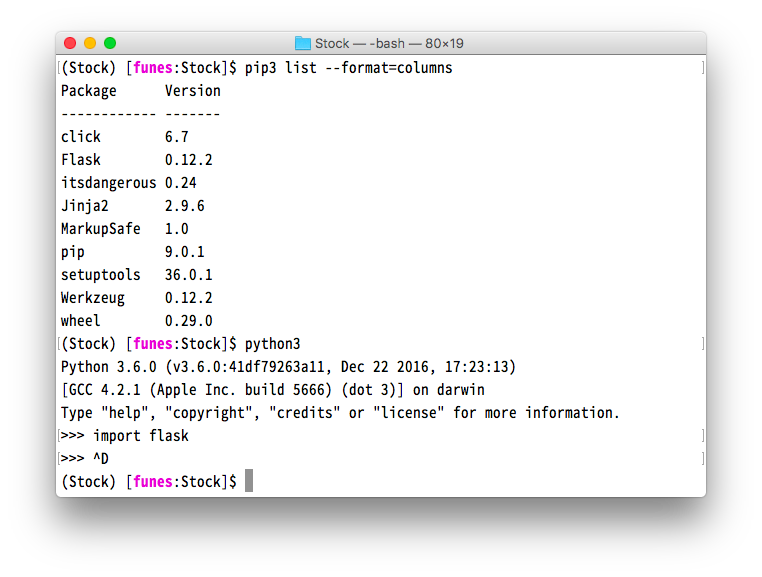 Stock — -bash — 80×19
(Stock) [funes:Stock]$ pip3 list --format=columns
Package      Version
------------ -------
click        6.7
Flask        0.12.2
itsdangerous 0.24
Jinja2       2.9.6
MarkupSafe   1.0
pip          9.0.1
setuptools   36.0.1
Werkzeug     0.12.2
wheel        0.29.0
(Stock) [funes:Stock]$ python3
Python 3.6.0 (v3.6.0:41df79263a11, Dec 22 2016, 17:23:13)
[GCC 4.2.1 (Apple Inc. build 5666) (dot 3)] on darwin
Type "help", "copyright", "credits" or "license" for more information.
>>> import flask
>>> ^D
(Stock) [funes:Stock]$